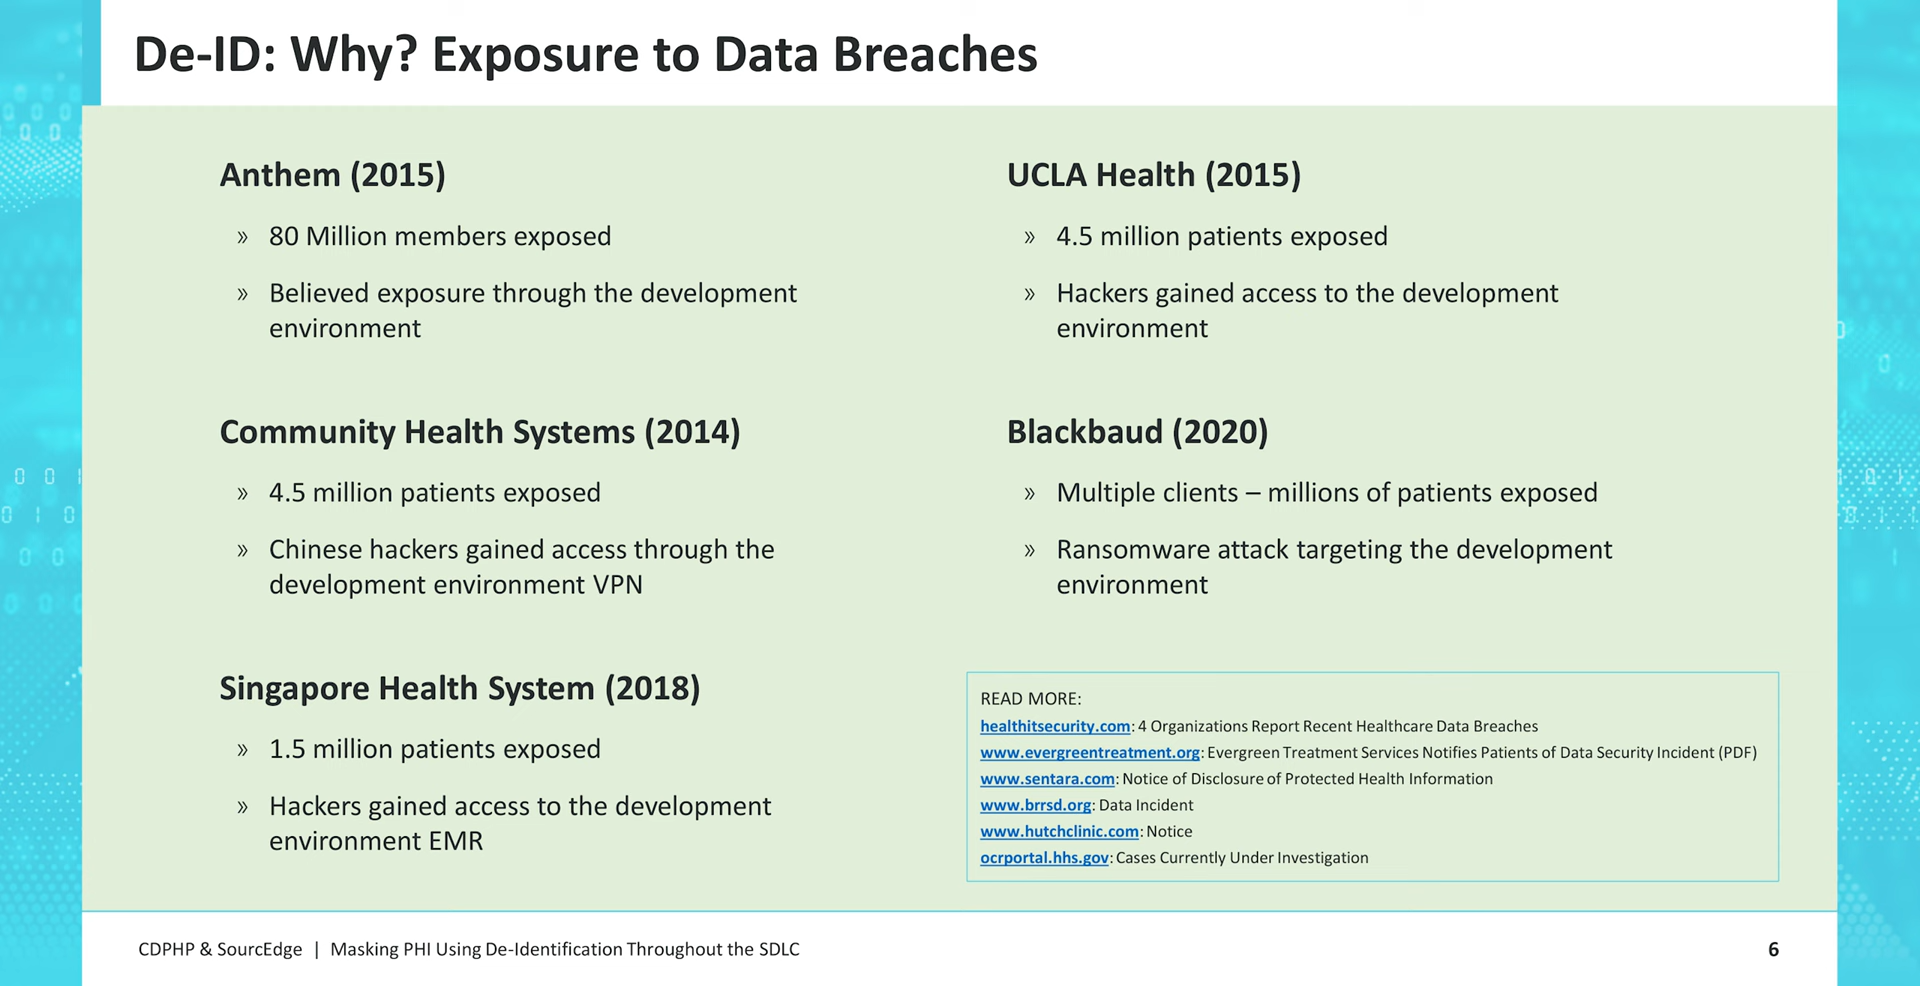 De-ID: Why? Exposure to Data Breaches
Anthem (2015)
» 80 Million members exposed
» Believed exposure through the development
environment
Community Health Systems (2014)
» 4.5 million patients exposed
» Chinese hackers gained access through the
development environment VPN
Singapore Health System (2018)
» 1.5 million patients exposed
» Hackers gained access to the development
environment EMR
UCLA Health (2015)
» 4.5 million patients exposed
» Hackers gained access to the development
environment
Blackbaud (2020)
» Multiple clients – millions of patients exposed
» Ransomware attack targeting the development
environment
READ MORE:
healthitsecurity.com: 4 Organizations Report Recent Healthcare Data Breaches
www.evergreentreatment.org: Evergreen Treatment Services Notifies Patients of Data Security Incident (PDF)
www.sentara.com: Notice of Disclosure of Protected Health Information
www.brrsd.org: Data Incident
www.hutchclinic.com: Notice
ocrportal.hhs.gov: Cases Currently Under Investigation
CDPHP & SourcEdge | Masking PHI Using De-Identification Throughout the SDLC
6